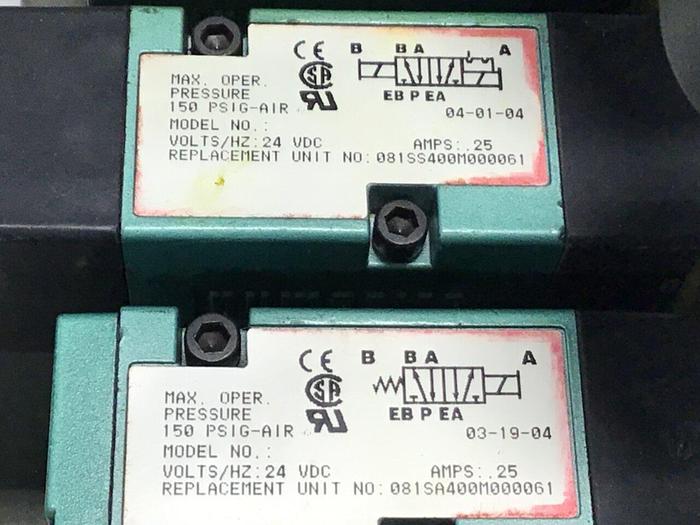 CE
B B A A
SA
MAX. OPER.
PRESSURE
150 PSIG-AIR
EB P EA
04-01-04
MODEL NO.:
VOLTS/HZ:24 VDC AMPS:.25
REPLACEMENT UNIT NO:081SS400M000061
CE
B B A A
SA
MAX. OPER.
PRESSURE
150 PSIG-AIR
EB P EA
03-19-04
MODEL NO.:
VOLTS/HZ:24 VDC AMPS:.25
REPLACEMENT UNIT NO:081SA400M000061